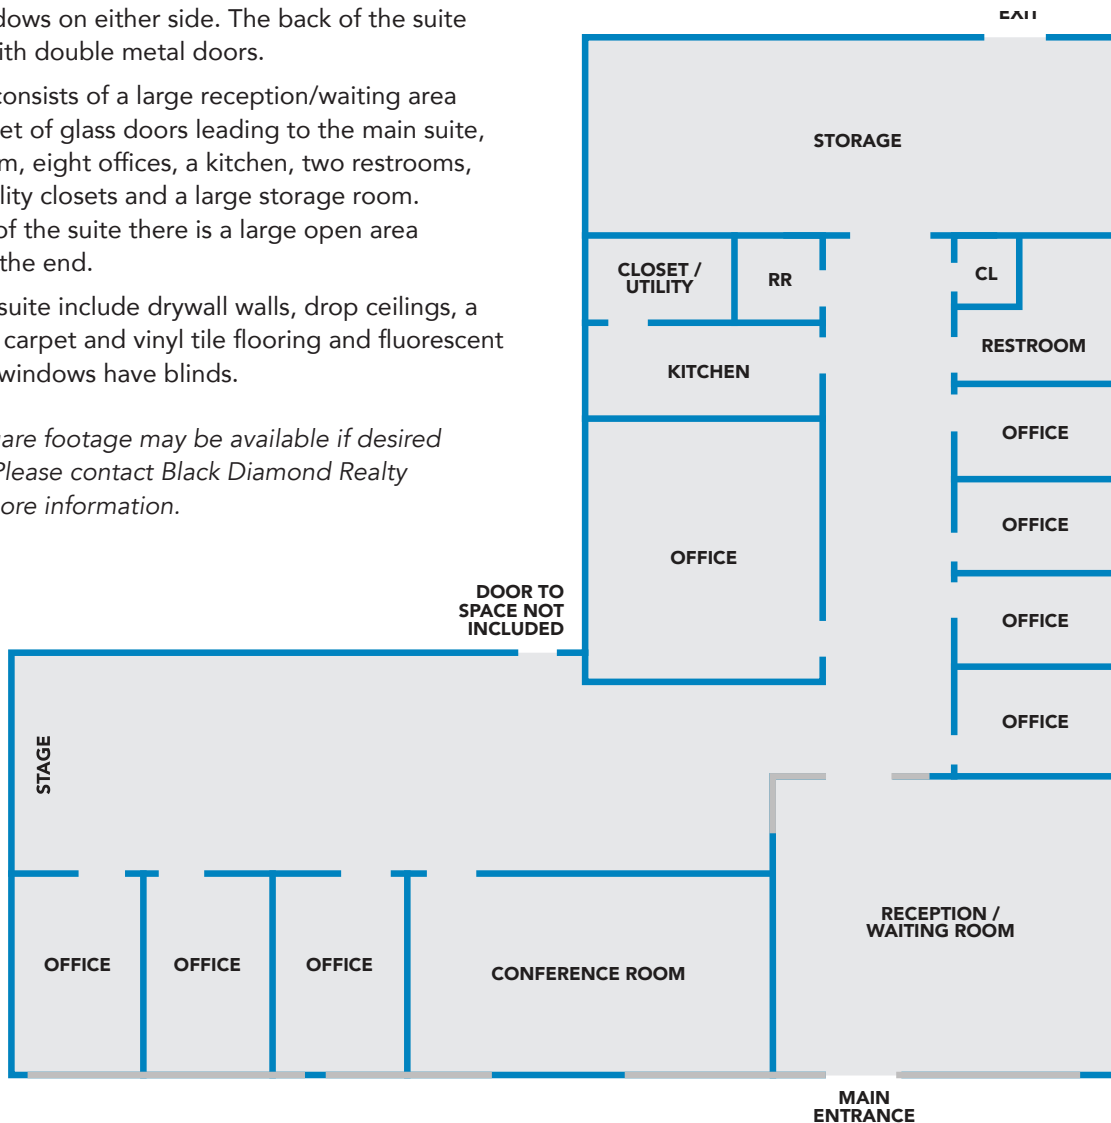 dows on either side. The back of the suite
ith double metal doors.
consists of a large reception/waiting area
et of glass doors leading to the main suite,
m, eight offices, a kitchen, two restrooms,
lity closets and a large storage room.
of the suite there is a large open area
the end.
suite include drywall walls, drop ceilings, a
carpet and vinyl tile flooring and fluorescent
windows have blinds.
are footage may be available if desired
Please contact Black Diamond Realty
ore information.
EXIT
STORAGE
CLOSET /
UTILITY
RR
CL
RESTROOM
KITCHEN
OFFICE
OFFICE
OFFICE
DOOR TO
SPACE NOT
INCLUDED
OFFICE
OFFICE
STAGE
RECEPTION /
WAITING ROOM
OFFICE
OFFICE
OFFICE
CONFERENCE ROOM
MAIN
ENTRANCE